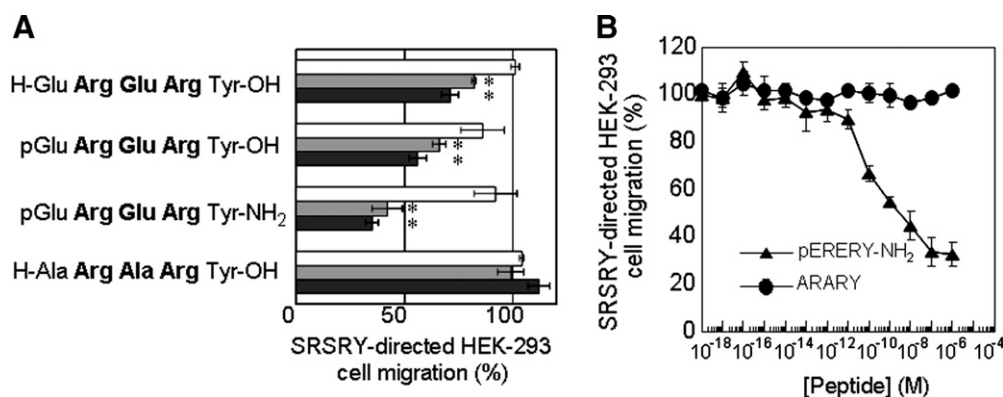 A
H-Glu Arg Glu Arg Tyr-OH
pGlu Arg Glu Arg Tyr-OH
pGlu Arg Glu Arg Tyr-NH₂
H-Ala Arg Ala Arg Tyr-OH
*
*
*
*
*
*
0 50 100
SRSRY-directed HEK-293
cell migration (%)
B
SRSRY-directed HEK-293
cell migration (%)
120
100
80
60
40
20
0
pERERY-NH₂
ARARY
10⁻¹⁸ 10⁻¹⁶ 10⁻¹⁴ 10⁻¹² 10⁻¹⁰ 10⁻⁸ 10⁻⁶ 10⁻⁴
[Peptide] (M)